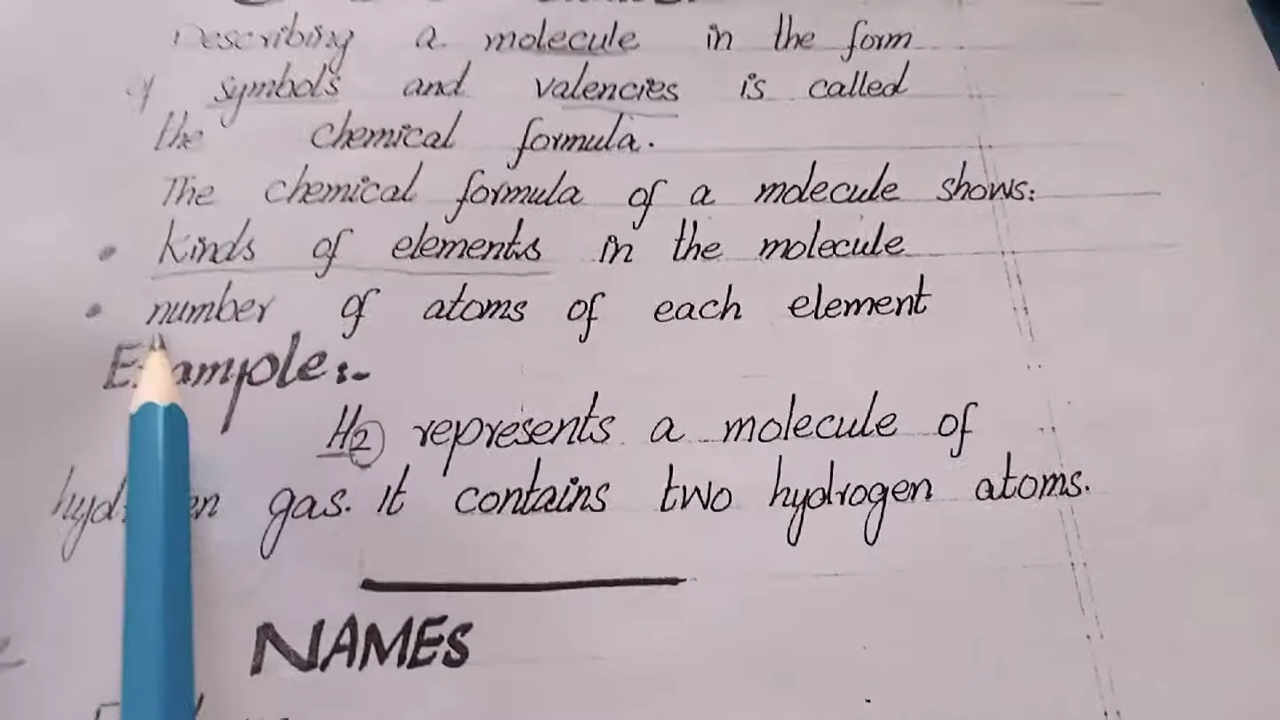 Describing a molecule in the form
of symbols and valencies is called
the chemical formula.
The chemical formula of a molecule shows:
• Kinds of elements in the molecule
• number of atoms of each element
Example:-
H2 represents a molecule of
hydrogen gas. it contains two hydrogen atoms.
NAMES